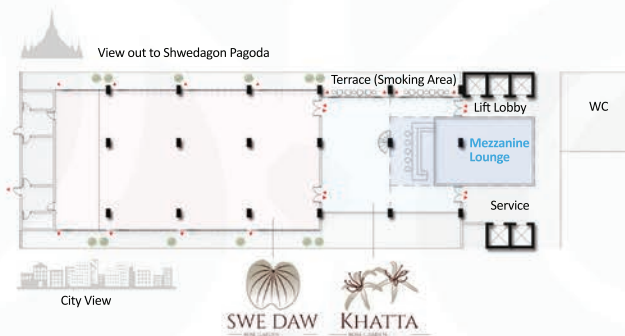 View out to Shwedagon Pagoda
Terrace (Smoking Area)
Lift Lobby
WC
Mezzanine
Lounge
Service
City View
SWE DAW
KHATTA